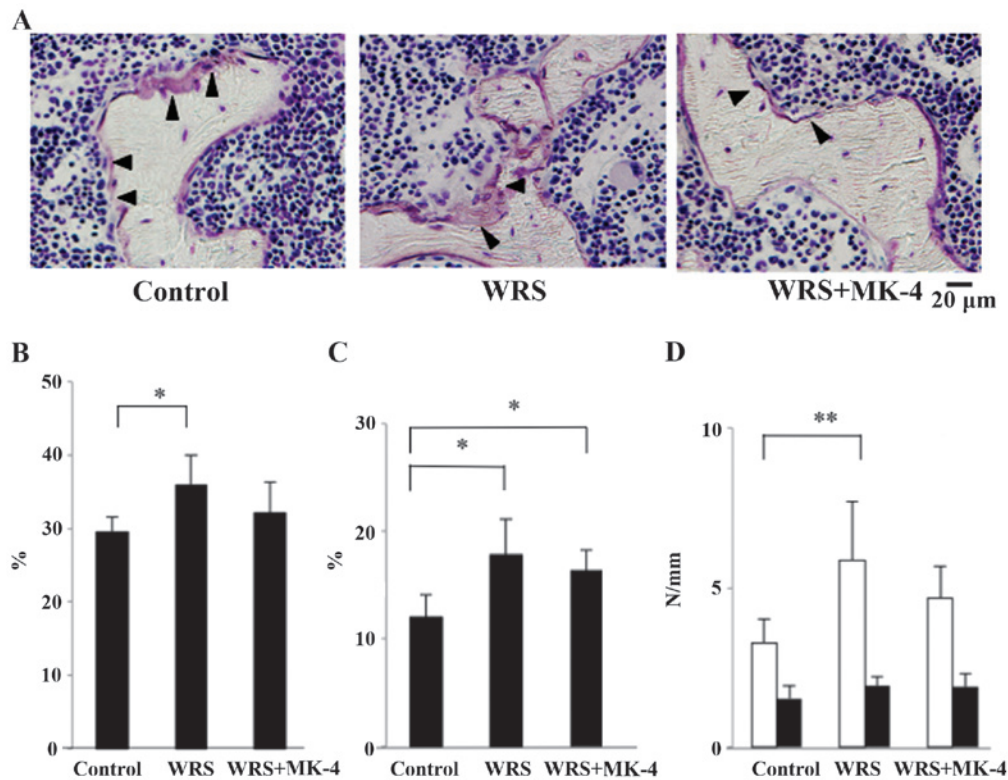 A
Control
WRS
WRS+MK-4
20 μm
B
*
50
40
30
20
10
0
%
Control WRS WRS+MK-4
C
*
*
30
20
10
0
%
Control WRS WRS+MK-4
D
**
10
5
0
N/mm
Control WRS WRS+MK-4